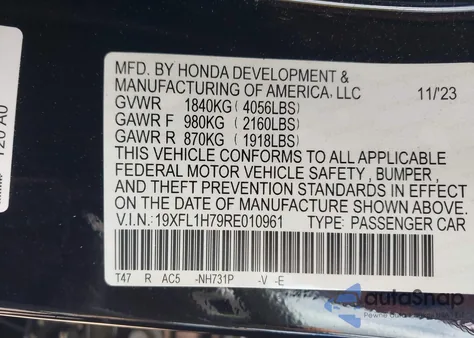 MFD. BY HONDA DEVELOPMENT &
MANUFACTURING OF AMERICA, LLC 11/'23
GVWR 1840KG ( 4056LBS)
GAWR F 980KG ( 2160LBS)
GAWR R 870KG ( 1918LBS)
THIS VEHICLE CONFORMS TO ALL APPLICABLE
FEDERAL MOTOR VEHICLE SAFETY , BUMPER ,
AND THEFT PREVENTION STANDARDS IN EFFECT
ON THE DATE OF MANUFACTURE SHOWN ABOVE.
V.I.N.: 19XFL1H79RE010961 TYPE: PASSENGER CAR
T47 R AC5 -NH731P -V -E
120 A0
autoSnap